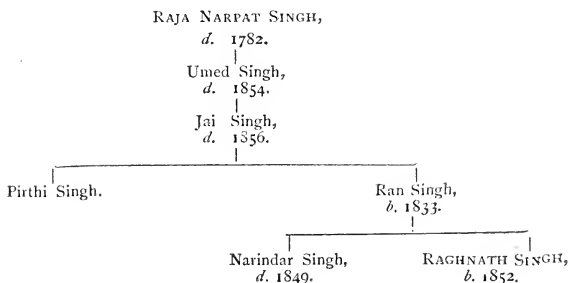 RAJA NARPAT SINGH,
d. 1782.
Umed Singh,
d. 1854.
Jai Singh,
d. 1856.
Pirthi Singh.
Ran Singh,
b. 1833.
Narindar Singh,
d. 1849.
RAGHNATH SINGH,
b. 1852.